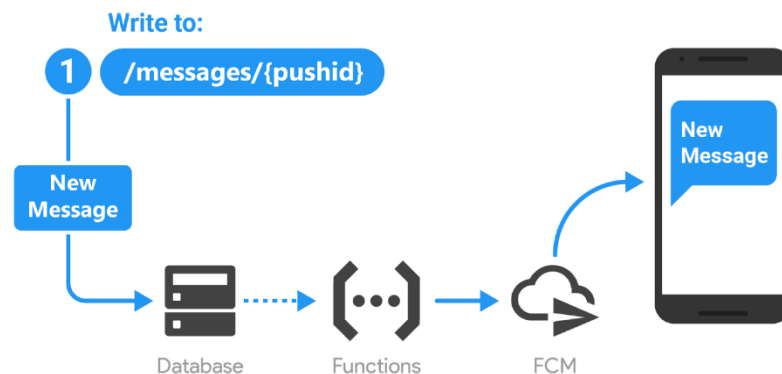 Write to:
1
/messages/{pushid}
New
Message
New
Message
Database
Functions
FCM